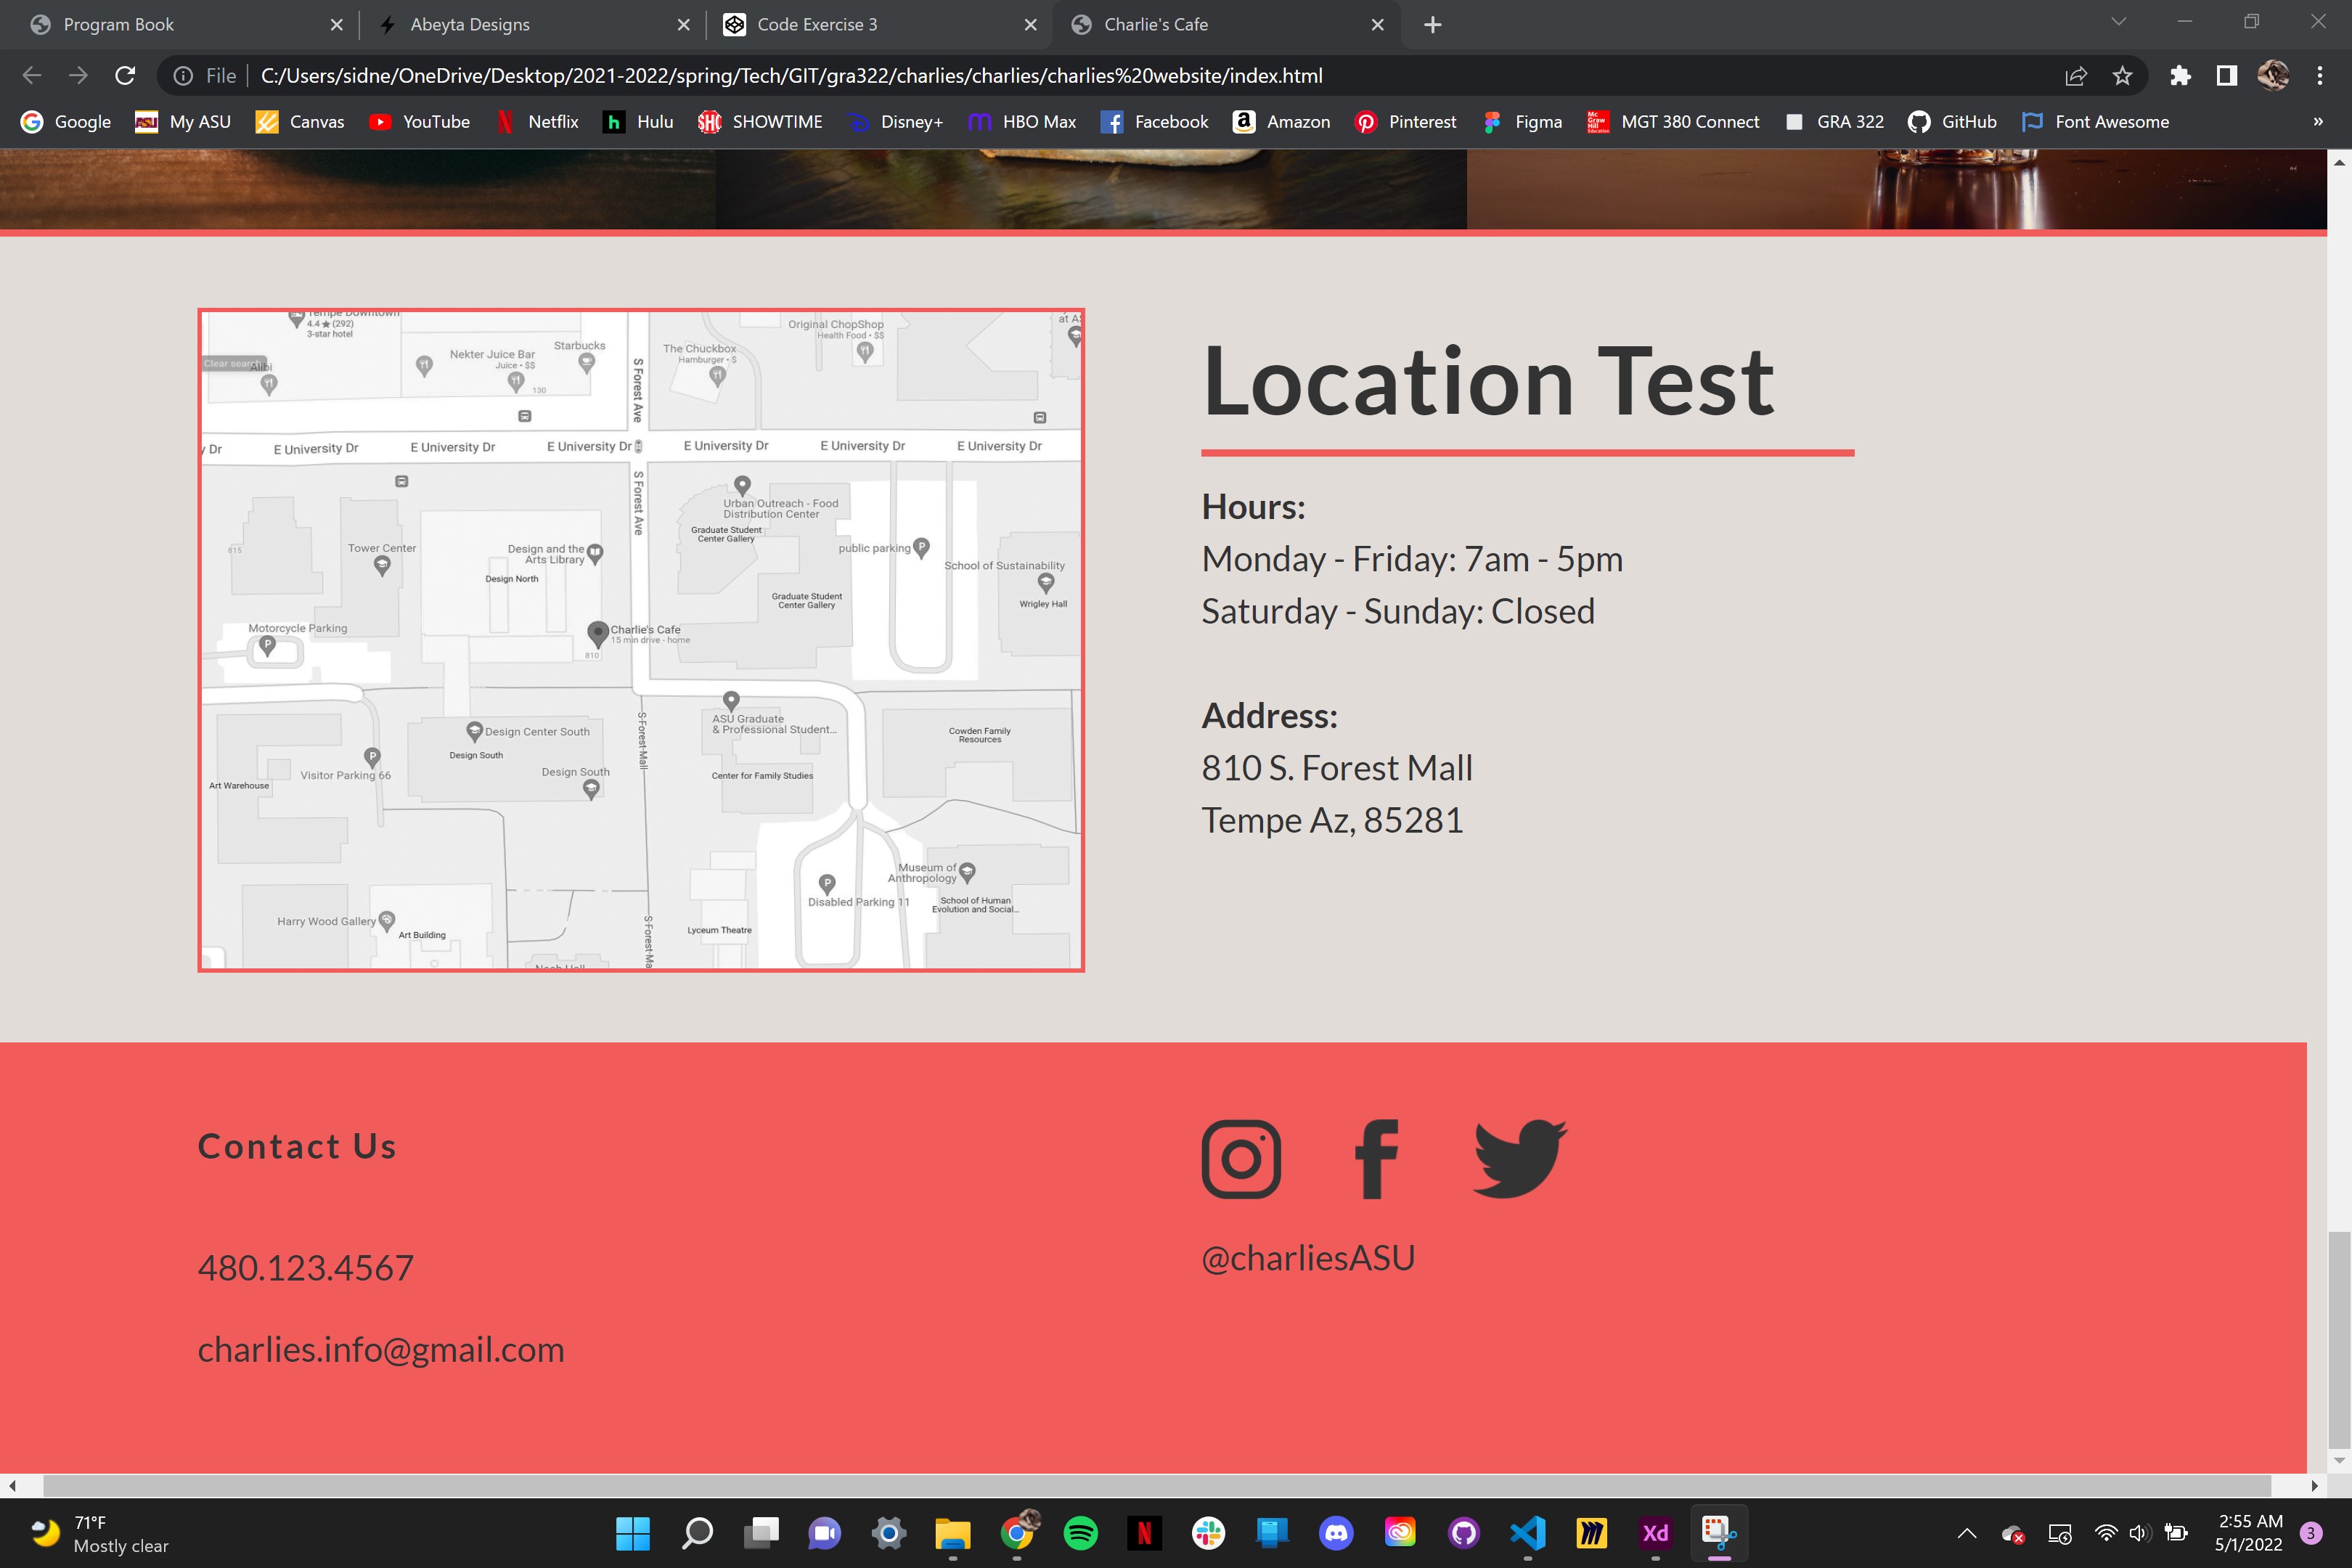 Program Book
Abeyta Designs
Code Exercise 3
Charlie's Cafe
File
C:/Users/sidne/OneDrive/Desktop/2021-2022/spring/Tech/GIT/gra322/charlies/charlies/charlies%20website/index.html
Google
My ASU
Canvas
YouTube
Netflix
Hulu
SHOWTIME
Disney+
HBO Max
Facebook
Amazon
Pinterest
Figma
MGT 380 Connect
GRA 322
GitHub
Font Awesome
»
Tempe Downtown
4.4 ★ (292)
3-star hotel
Clear search
Alibi
Nekter Juice Bar
Juice • $$
Starbucks
130
The Chuckbox
Hamburger • $
Original ChopShop
Health Food • $$
S Forest Ave
E University Dr
E University Dr
E University Dr
E University Dr
E University Dr
E University Dr
S Forest Ave
815
Tower Center
Design and the
Arts Library
Design North
Urban Outreach - Food
Distribution Center
Graduate Student
Center Gallery
public parking
School of Sustainability
Graduate Student
Center Gallery
Wrigley Hall
Motorcycle Parking
Charlie's Cafe
15 min drive - home
810
ASU Graduate
& Professional Student...
Design Center South
Design South
Cowden Family
Resources
S Forest Mall
Visitor Parking 66
Design South
Center for Family Studies
Art Warehouse
Museum of
Anthropology
Disabled Parking 11
School of Human
Evolution and Social...
Harry Wood Gallery
Art Building
Lyceum Theatre
S Forest Ma
Location Test
Hours:
Monday - Friday: 7am - 5pm
Saturday - Sunday: Closed
Address:
810 S. Forest Mall
Tempe Az, 85281
Contact Us
480.123.4567
charlies.info@gmail.com
@charliesASU
71°F
Mostly clear
2:55 AM
5/1/2022
3